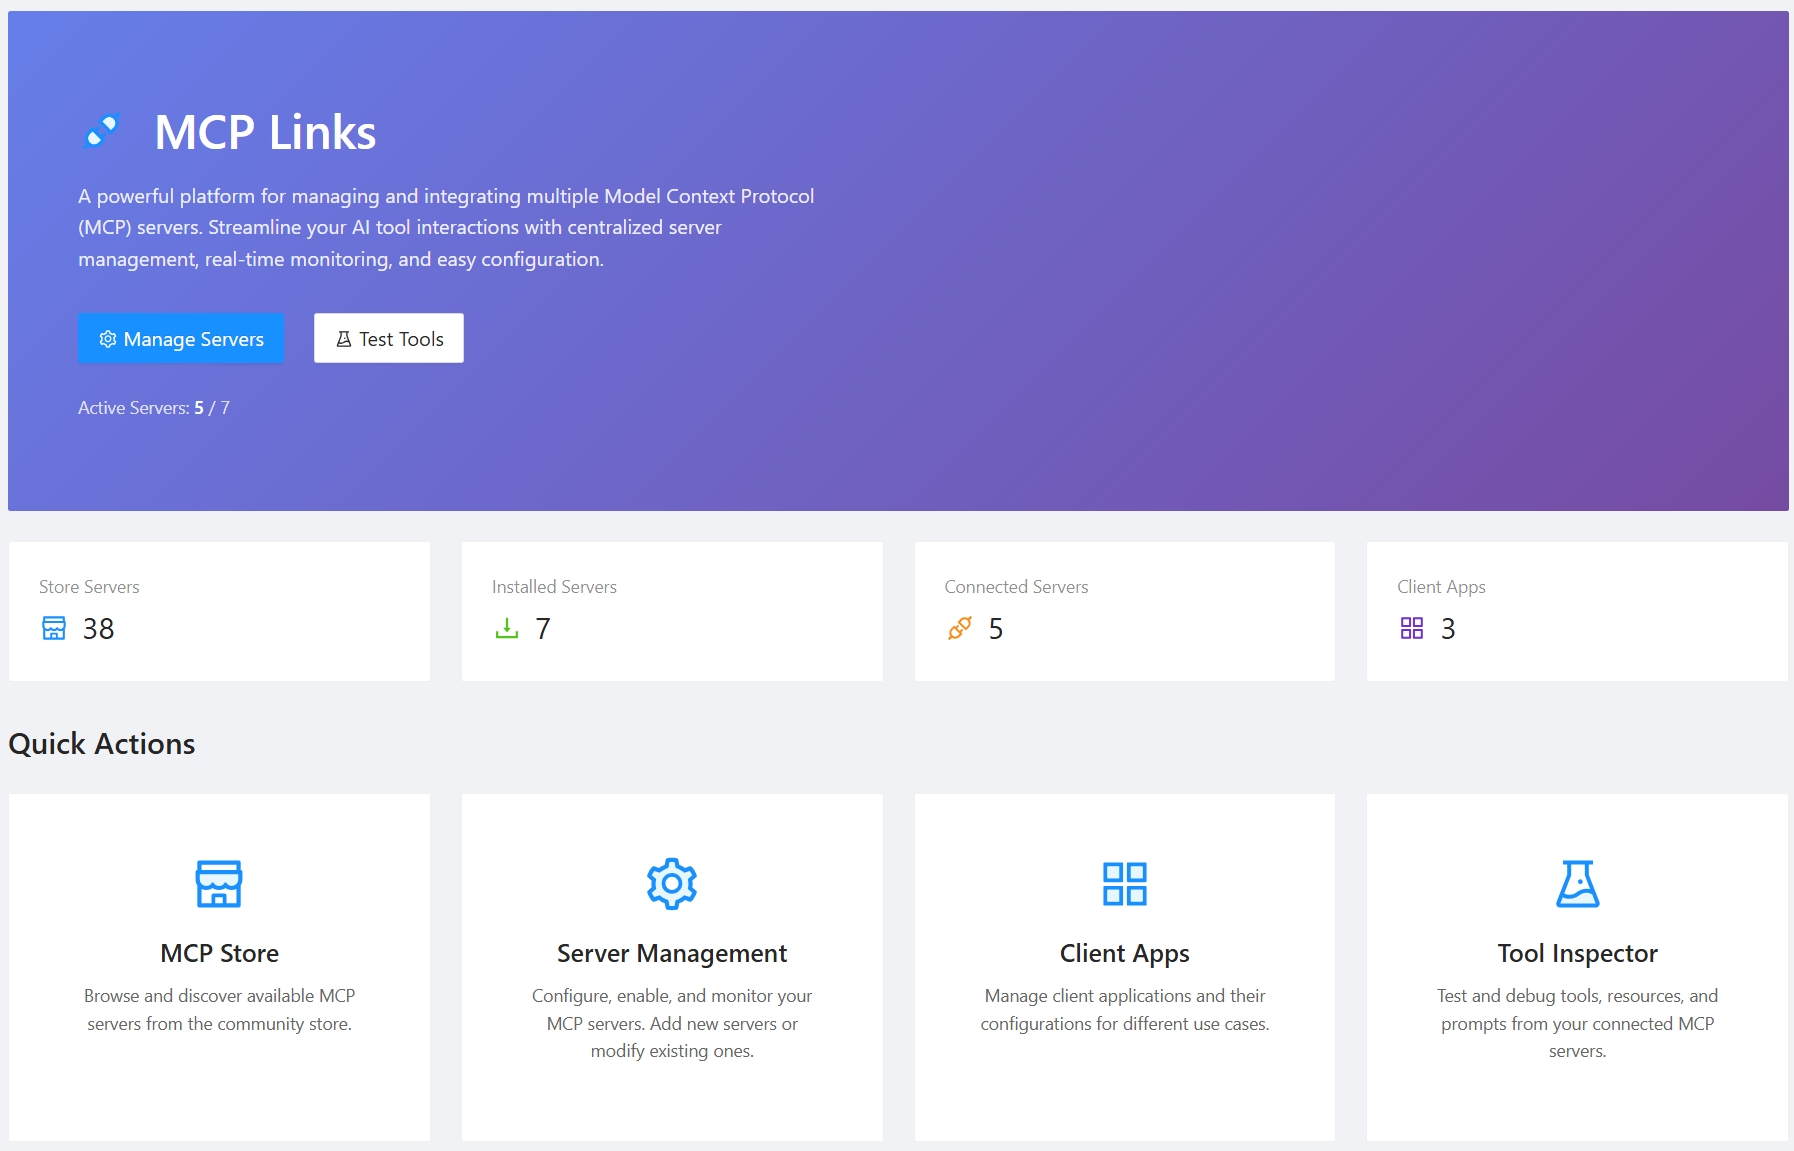 MCP Links
A powerful platform for managing and integrating multiple Model Context Protocol
(MCP) servers. Streamline your AI tool interactions with centralized server
management, real-time monitoring, and easy configuration.
Manage Servers
Test Tools
Active Servers: 5 / 7
Store Servers
38
Installed Servers
7
Connected Servers
5
Client Apps
3
Quick Actions
MCP Store
Browse and discover available MCP
servers from the community store.
Server Management
Configure, enable, and monitor your
MCP servers. Add new servers or
modify existing ones.
Client Apps
Manage client applications and their
configurations for different use cases.
Tool Inspector
Test and debug tools, resources, and
prompts from your connected MCP
servers.